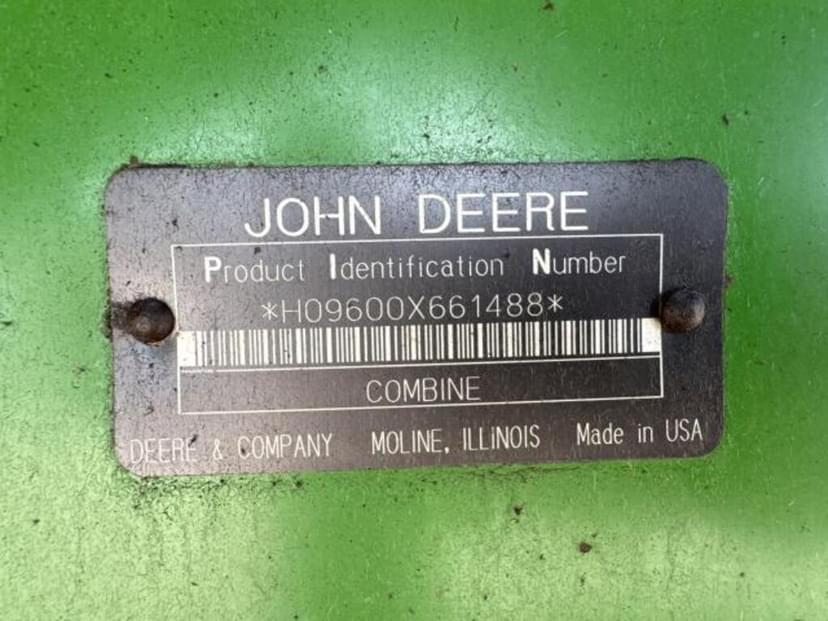 JOHN DEERE
Product Identification Number
*H09600X661488*
COMBINE
DEERE & COMPANY MOLINE, ILLINOIS Made in USA